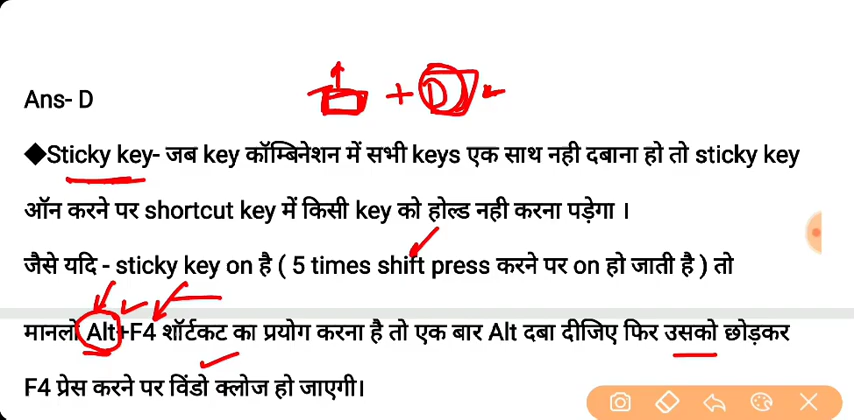 + D
Ans- D
◆Sticky key- जब key कॉम्बिनेशन में सभी keys एक साथ नही दबाना हो तो sticky key
ऑन करने पर shortcut key में किसी key को होल्ड नही करना पड़ेगा ।
जैसे यदि - sticky key on है ( 5 times shift press करने पर on हो जाती है ) तो
मानलो Alt+F4 शॉर्टकट का प्रयोग करना है तो एक बार Alt दबा दीजिए फिर उसको छोड़कर
F4 प्रेस करने पर विंडो क्लोज हो जाएगी।